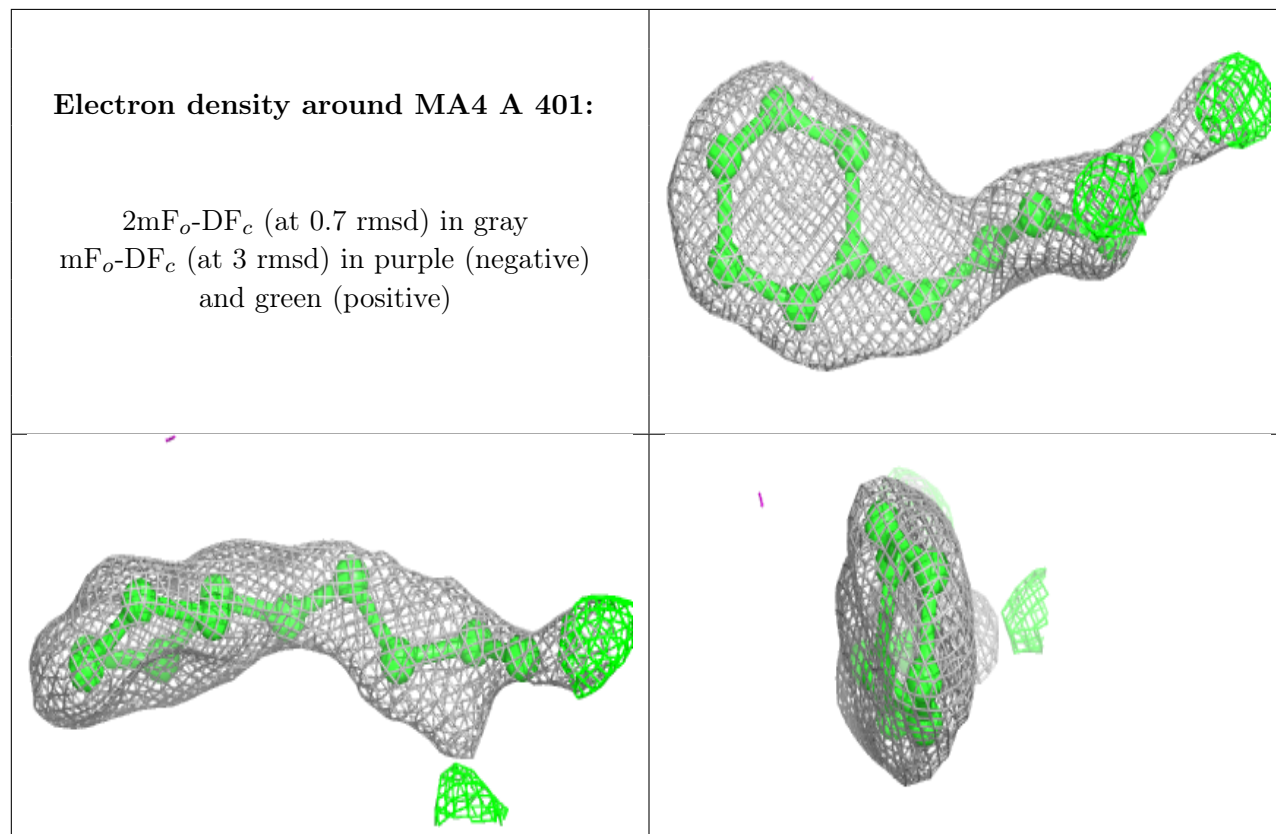 Electron density around MA4 A 401:
2mFo-DFc (at 0.7 rmsd) in gray
mFo-DFc (at 3 rmsd) in purple (negative)
and green (positive)